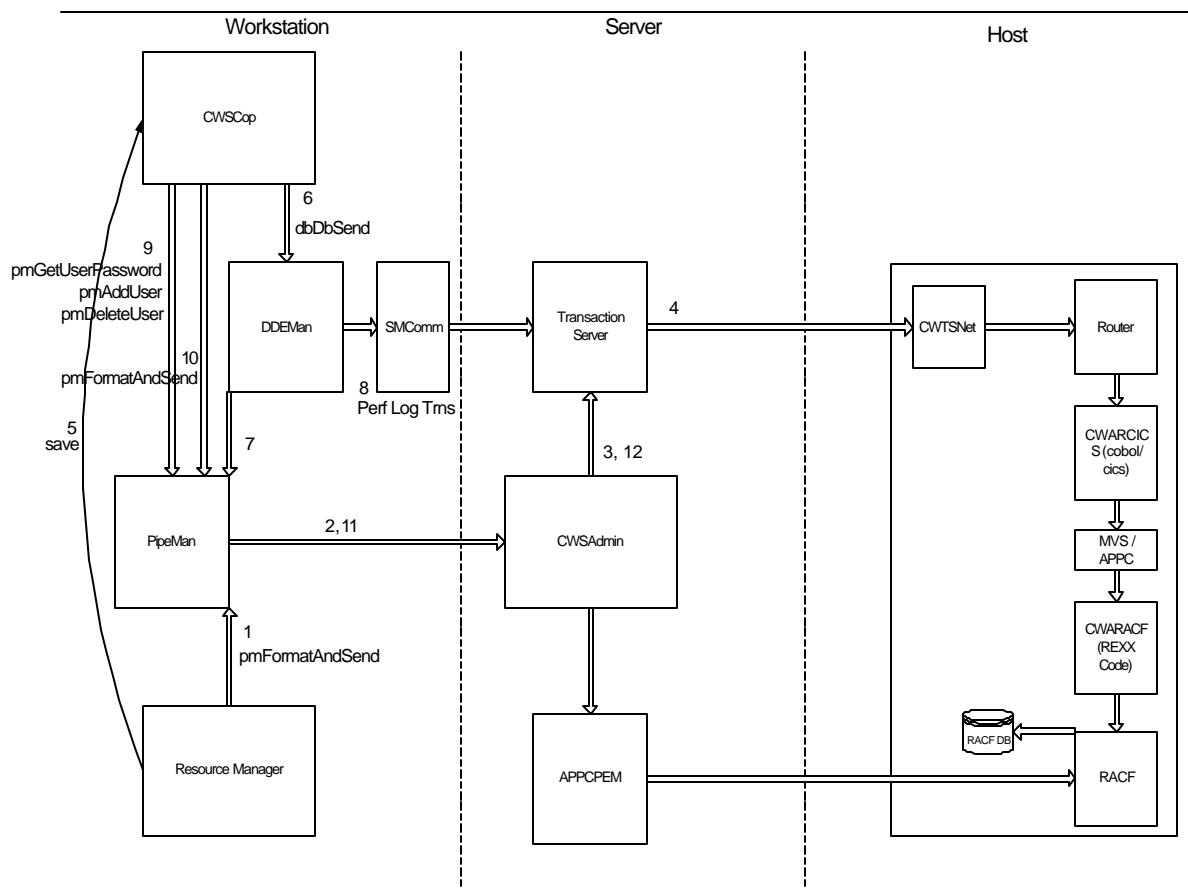 Workstation
Server
Host
CWSCop
6
dbDbSend
9
pmGetUserPassword
pmAddUser
pmDeleteUser
DDEMan
SMComm
Transaction
Server
4
CWTSNet
Router
10
pmFormatAndSend
8
Perf Log Trns
5
save
7
3, 12
CWARCIC
S (cobol/
cics)
PipeMan
2, 11
CWSAdmin
MVS /
APPC
1
pmFormatAndSend
CWARACF
(REXX
Code)
Resource Manager
APPCPEM
RACF DB
RACF